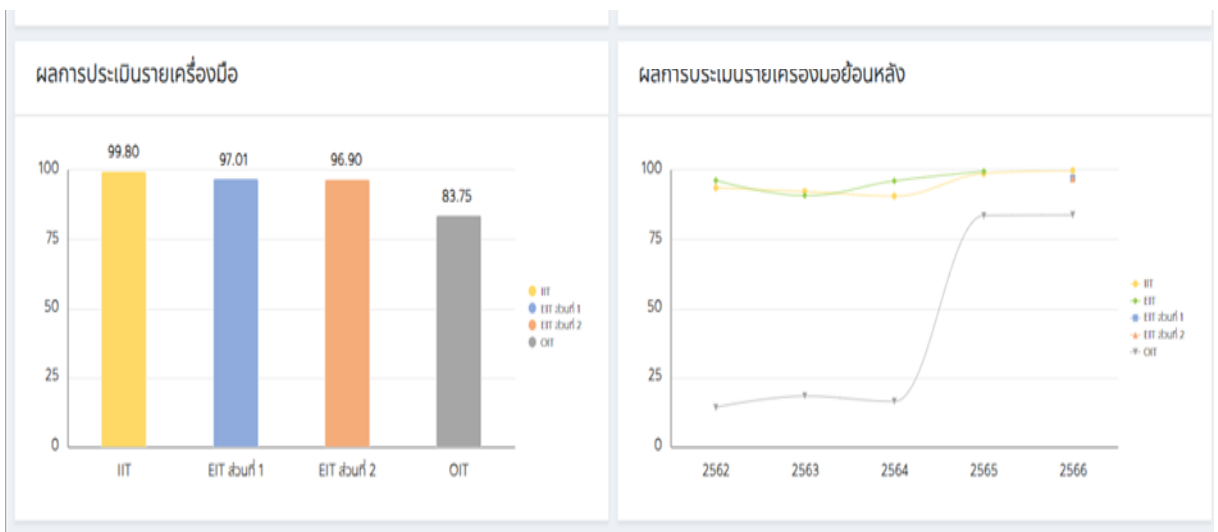 ผลการประเมินรายเครื่องมือ
99.80
97.01
96.90
83.75
100
75
50
25
0
IIT
EIT ส่วนที่ 1
EIT ส่วนที่ 2
OIT
IIT
EIT ส่วนที่ 1
EIT ส่วนที่ 2
OIT
ผลการประเมินรายเครื่องมือย้อนหลัง
100
75
50
25
0
2562
2563
2564
2565
2566
IIT
EIT
EIT ส่วนที่ 1
EIT ส่วนที่ 2
OIT